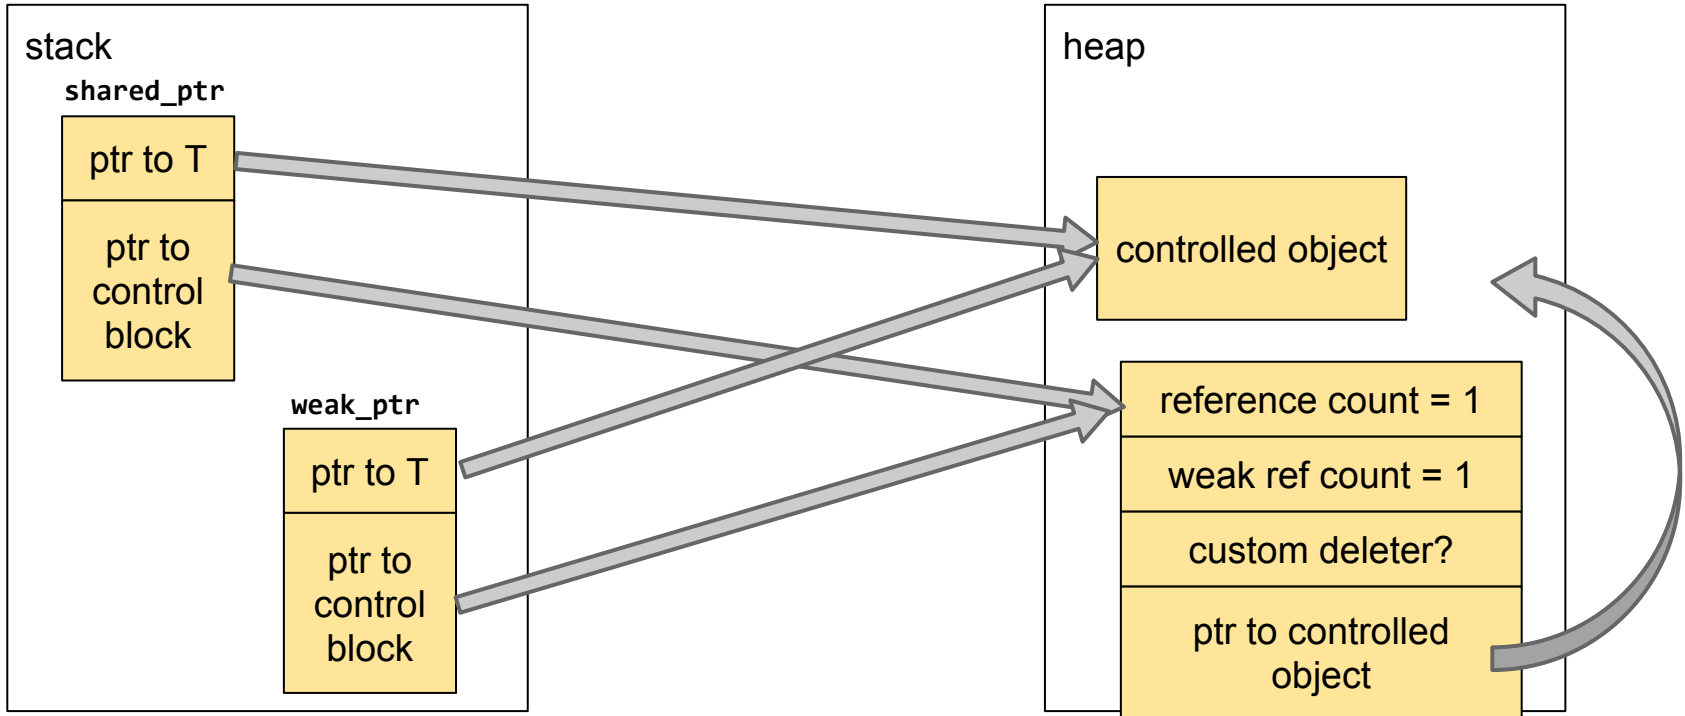 stack
shared_ptr
ptr to T
ptr to
control
block
weak_ptr
ptr to T
ptr to
control
block
heap
controlled object
reference count = 1
weak ref count = 1
custom deleter?
ptr to controlled
object